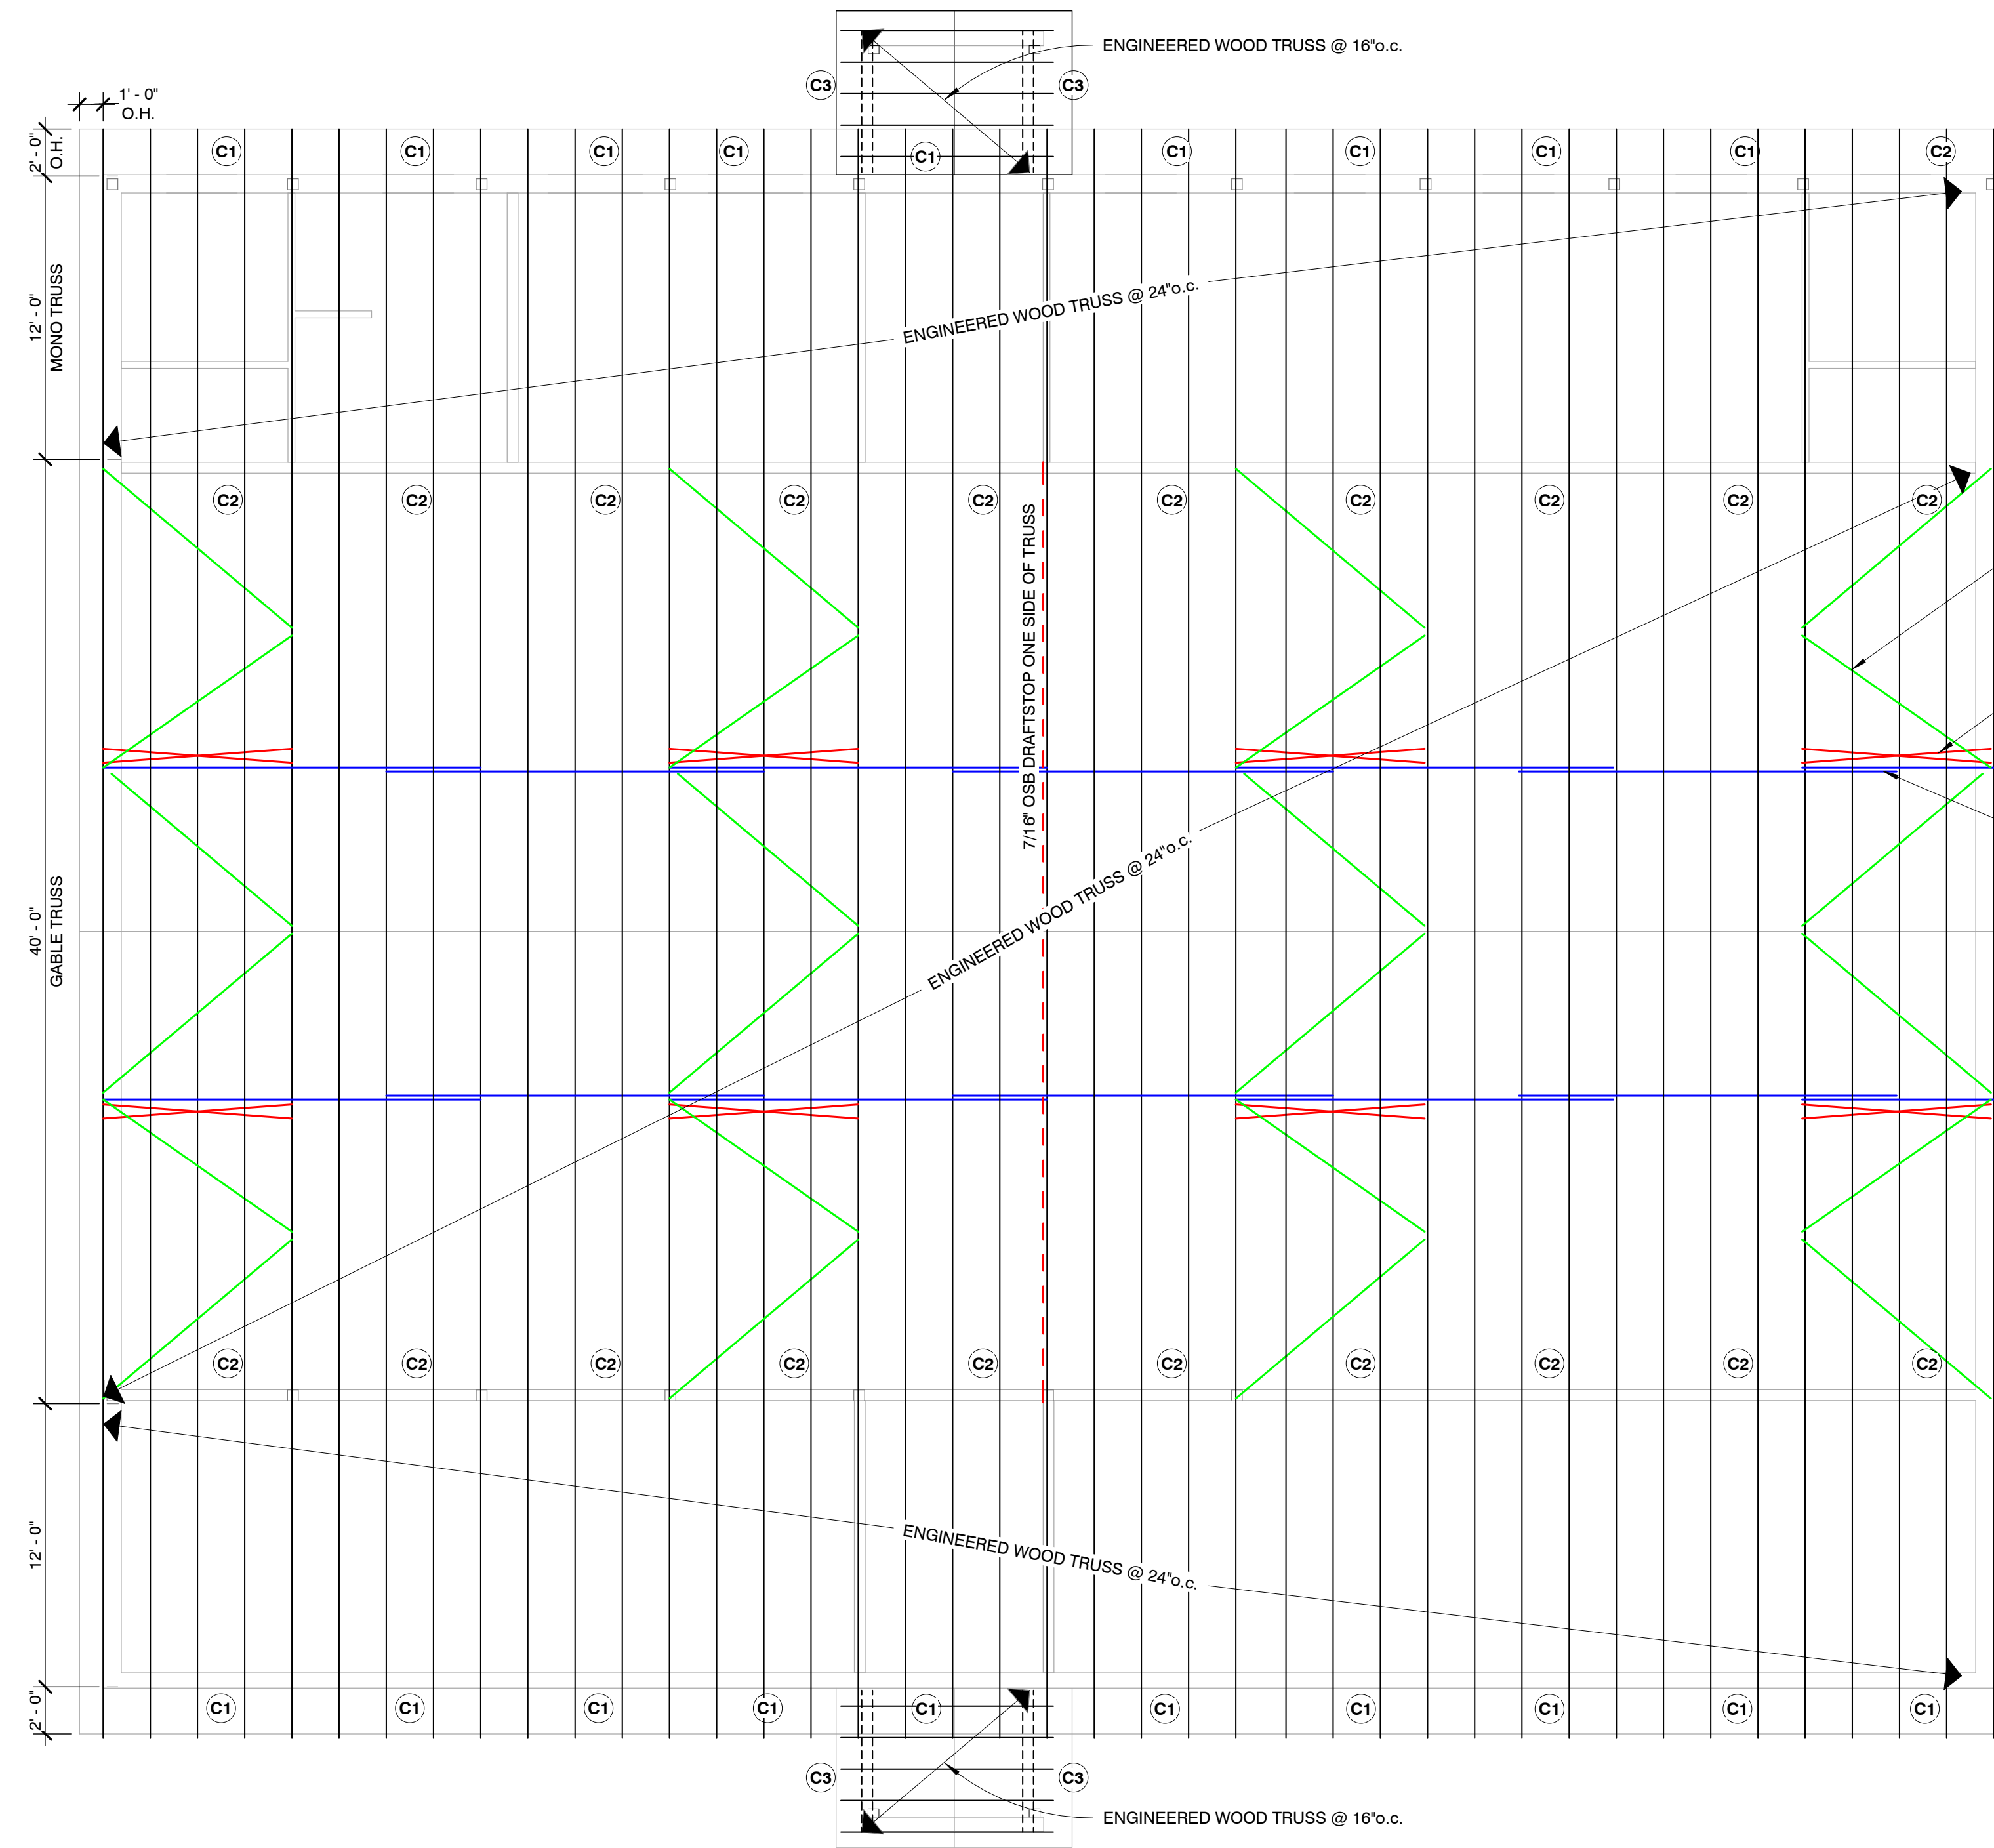 ENGINEERED WOOD TRUSS @ 16"o.c.
C3 C3
1' - 0"
O.H.
2' - 0"
O.H.
C1 C1 C1 C1 C1 C1 C1 C1 C1 C2
12' - 0"
MONO TRUSS
ENGINEERED WOOD TRUSS @ 24"o.c.
C2 C2 C2 C2 C2 C2 C2 C2 C2 C2
7/16" OSB DRAFTSTOP ONE SIDE OF TRUSS
40' - 0"
GABLE TRUSS
ENGINEERED WOOD TRUSS @ 24"o.c.
C2 C2 C2 C2 C2 C2 C2 C2 C2 C2
12' - 0"
ENGINEERED WOOD TRUSS @ 24"o.c.
2' - 0"
C1 C1 C1 C1 C1 C1 C1 C1 C1 C1
C3 C3
ENGINEERED WOOD TRUSS @ 16"o.c.